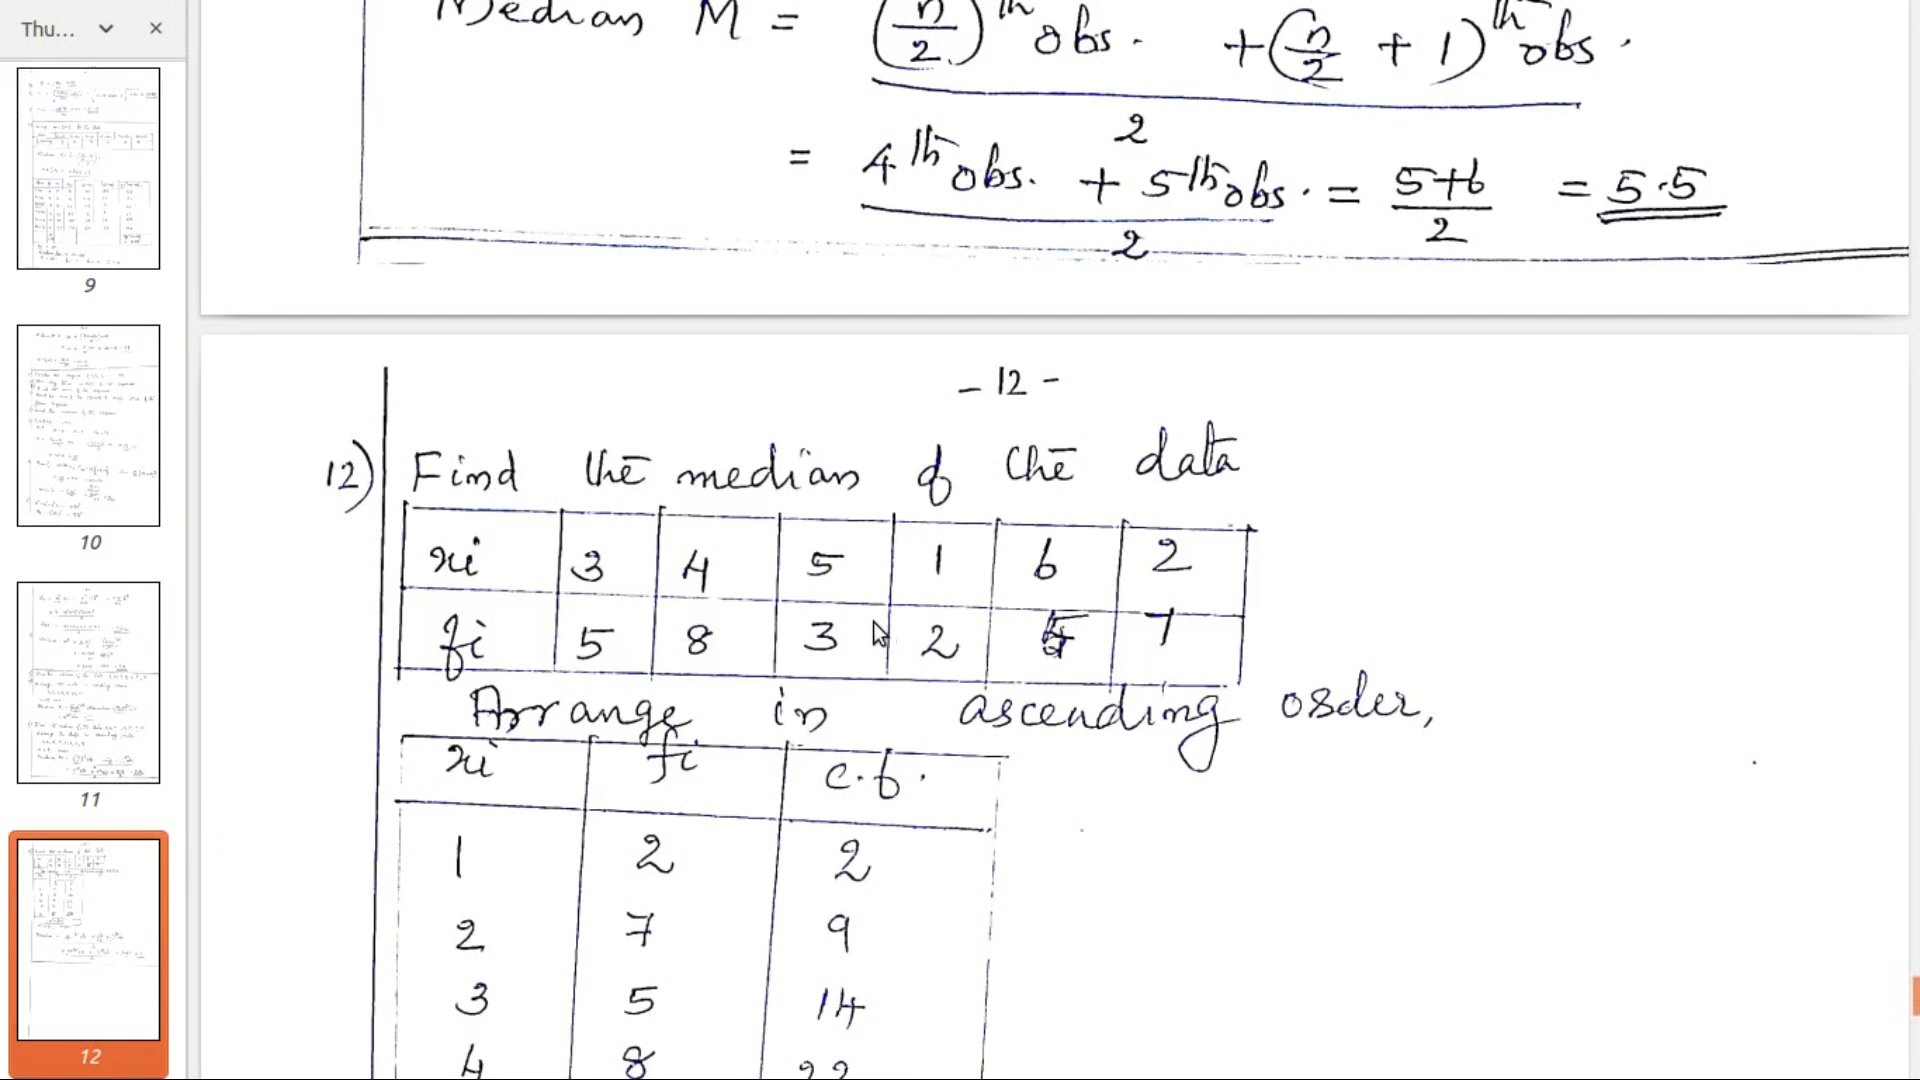 Thu...
9
10
11
12
Median M = (n/2)th obs. + (n/2 + 1)th obs.
2
= 4th obs. + 5th obs. = 5+6 = 5.5
2 2
- 12 -
12) Find the median of the data
xi 3 4 5 1 6 2
fi 5 8 3 2 5 7
Arrange in ascending order,
xi fi c.f.
1 2 2
2 7 9
3 5 14
4 8 22